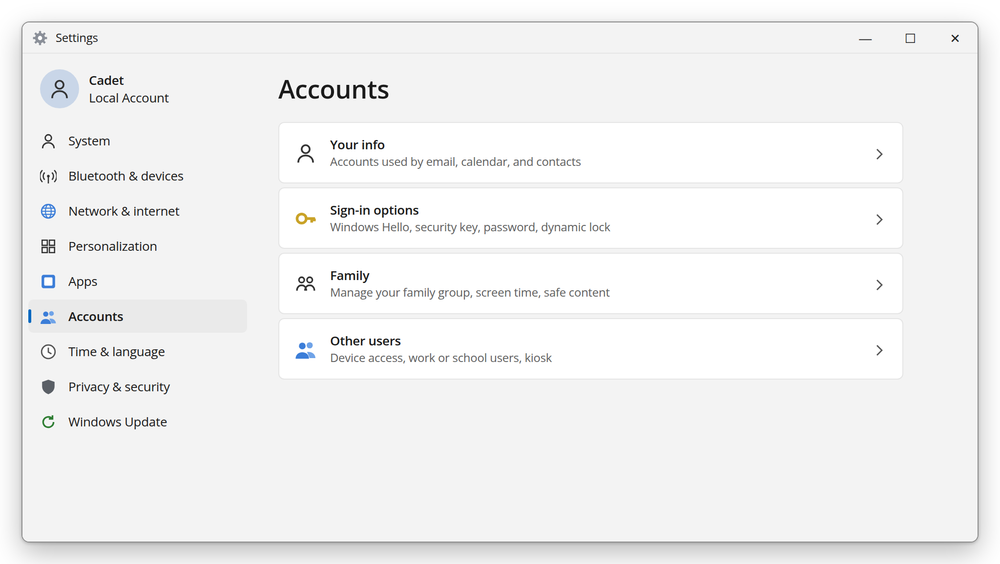 Settings
Cadet
Local Account
System
Bluetooth & devices
Network & internet
Personalization
Apps
Accounts
Time & language
Privacy & security
Windows Update
Accounts
Your info
Accounts used by email, calendar, and contacts
Sign-in options
Windows Hello, security key, password, dynamic lock
Family
Manage your family group, screen time, safe content
Other users
Device access, work or school users, kiosk